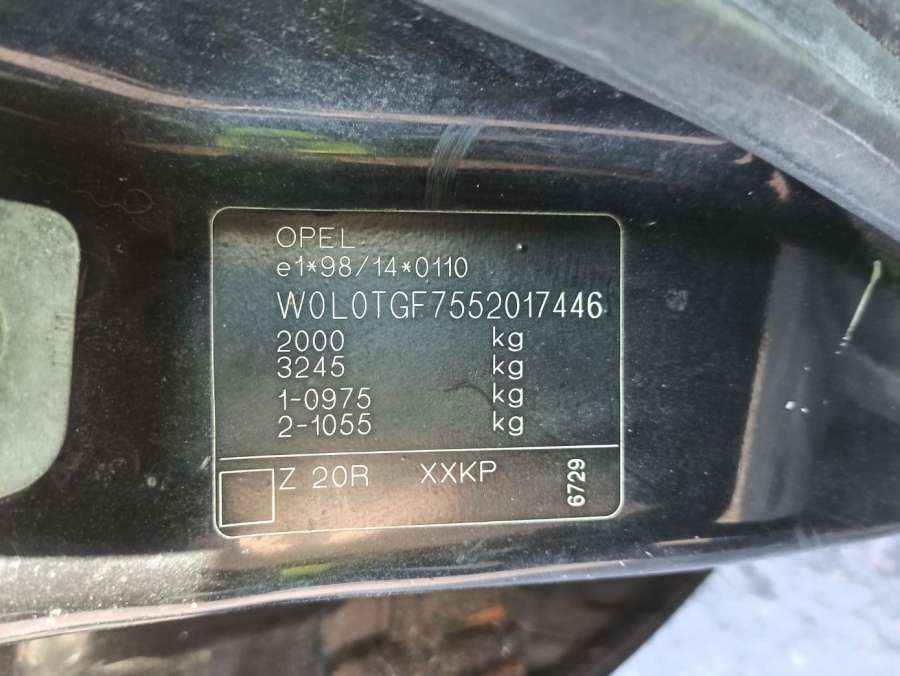 OPEL
e1*98/14*0110
W0L0TGF7552017446
2000 kg
3245 kg
1-0975 kg
2-1055 kg
Z 20R XXKP 6729